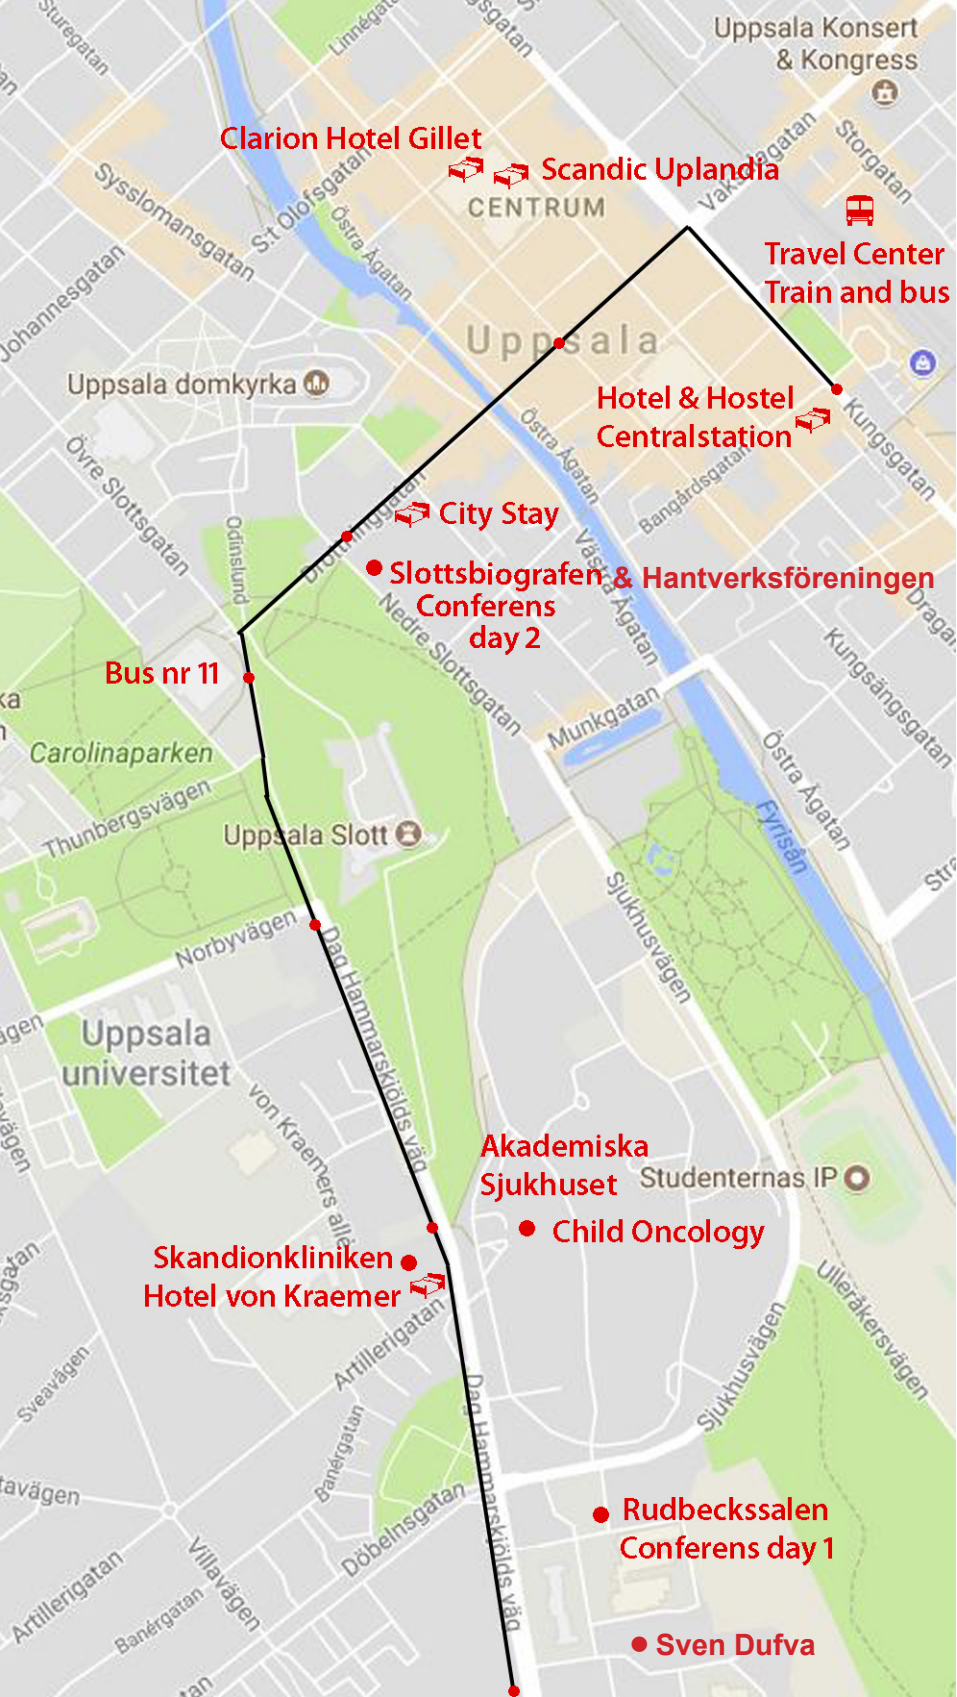 Sturegatan
Linnégatan
Kungsgatan
Uppsala Konsert
& Kongress
Clarion Hotel Gillet
Scandic Uplandia
CENTRUM
Vaksalagatan
Storgatan
Sysslomansgatan
S:t Olofsgatan
Östra Ågatan
Travel Center
Train and bus
Johannesgatan
Uppsala
Uppsala domkyrka
Hotel & Hostel
Centralstation
Kungsgatan
Östra Ågatan
Bangårdsgatan
Övre Slottsgatan
Odinslund
Drottninggatan
City Stay
Slottsbiografen & Hantverksföreningen
Conferens
day 2
Västra Ågatan
Nedre Slottsgatan
Dragar
Kungsängsgatan
Bus nr 11
Munkgatan
Carolinaparken
Östra Ågatan
Thunbergsvägen
Uppsala Slott
Fyrisån
Sjukhusvägen
Norbyvägen
Dag Hammarskjölds väg
Uppsala
universitet
von Kraemers allé
Akademiska
Sjukhuset
Studenternas IP
Child Oncology
Skandionkliniken
Hotel von Kraemer
Ulleråkersvägen
Artillerigatan
Sveavägen
Sjukhusvägen
Dag Hammarskjölds väg
Banérgatan
tavägen
Döbelnsgatan
Rudbeckssalen
Conferens day 1
Villavägen
Artillerigatan
Banérgatan
Sven Dufva